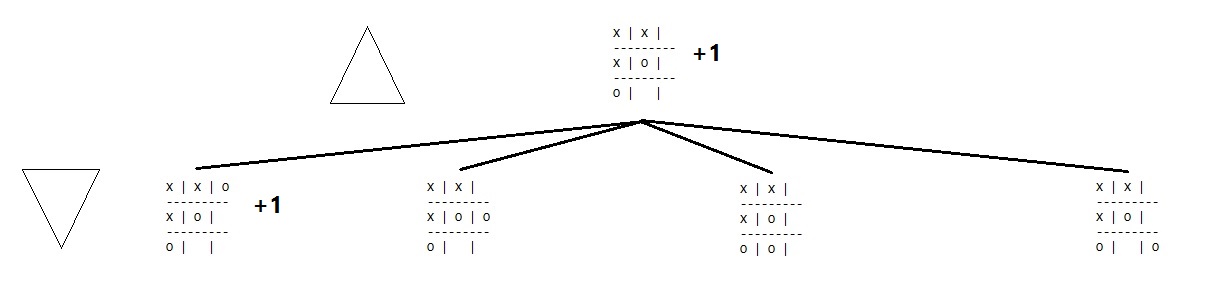 x | x |
---------
x | o |
---------
o |   |
+1
x | x | o
---------
x | o |
---------
o |   |
+1
x | x |
---------
x | o | o
---------
o |   |
x | x |
---------
x | o |
---------
o | o |
x | x |
---------
x | o |
---------
o |   | o